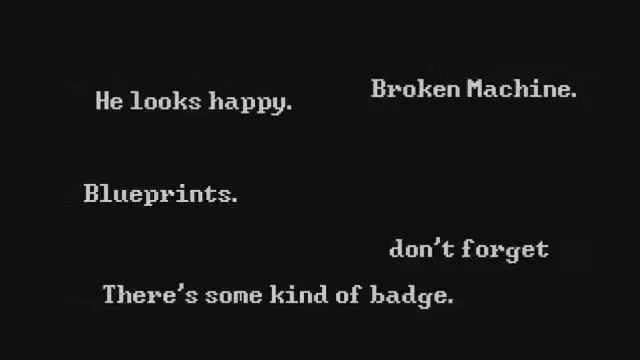 Broken Machine.
He looks happy.
Blueprints.
don't forget
There's some kind of badge.